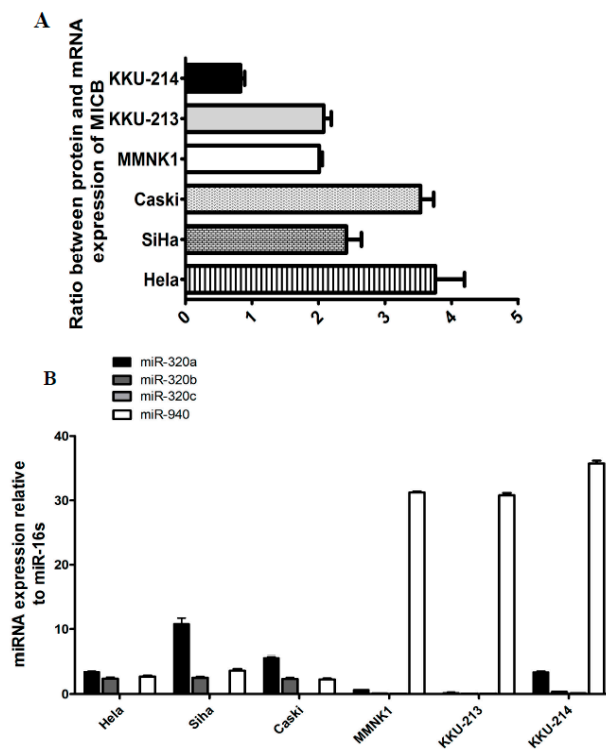 A
Ratio between protein and mRNA
expression of MICB
KKU-214
KKU-213
MMNK1
Caski
SiHa
Hela
0 1 2 3 4 5
miR-320a
miR-320b
miR-320c
miR-940
B
miRNA expression relative
to miR-16s
40
30
20
10
0
Hela Siha Caski MMNK1 KKU-213 KKU-214